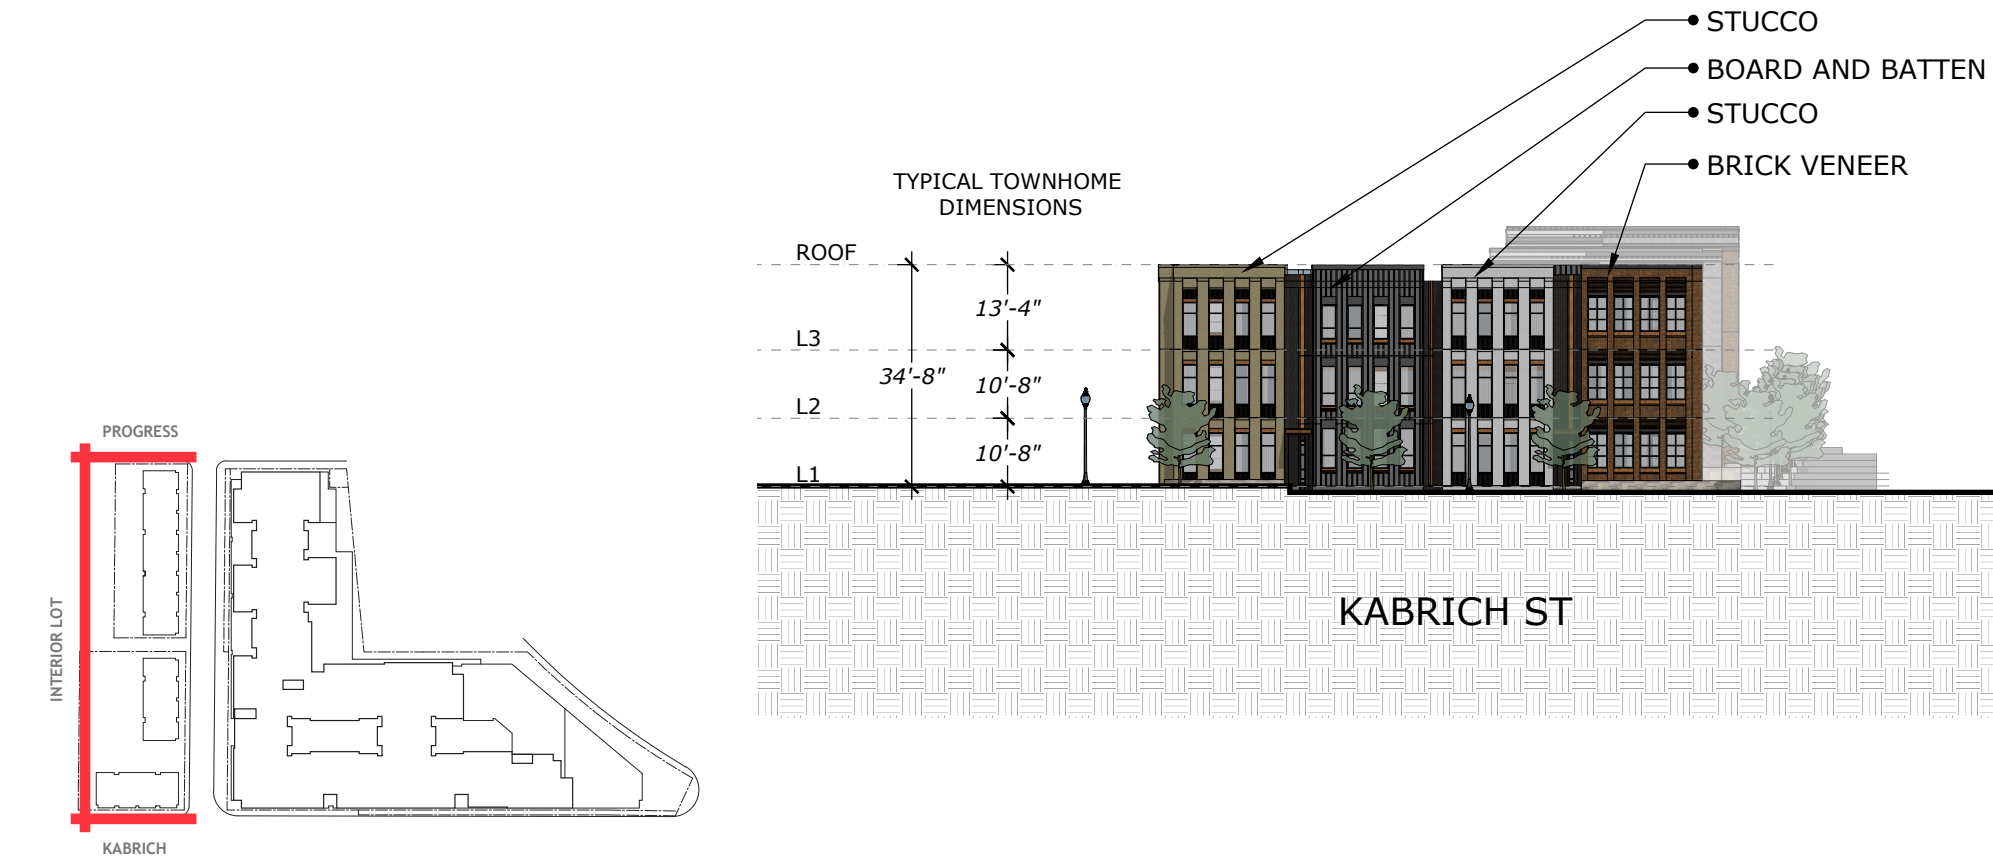 STUCCO
BOARD AND BATTEN
STUCCO
BRICK VENEER
TYPICAL TOWNHOME
DIMENSIONS
ROOF
13'-4"
L3
34'-8"
10'-8"
L2
10'-8"
L1
KABRICH ST
PROGRESS
INTERIOR LOT
KABRICH